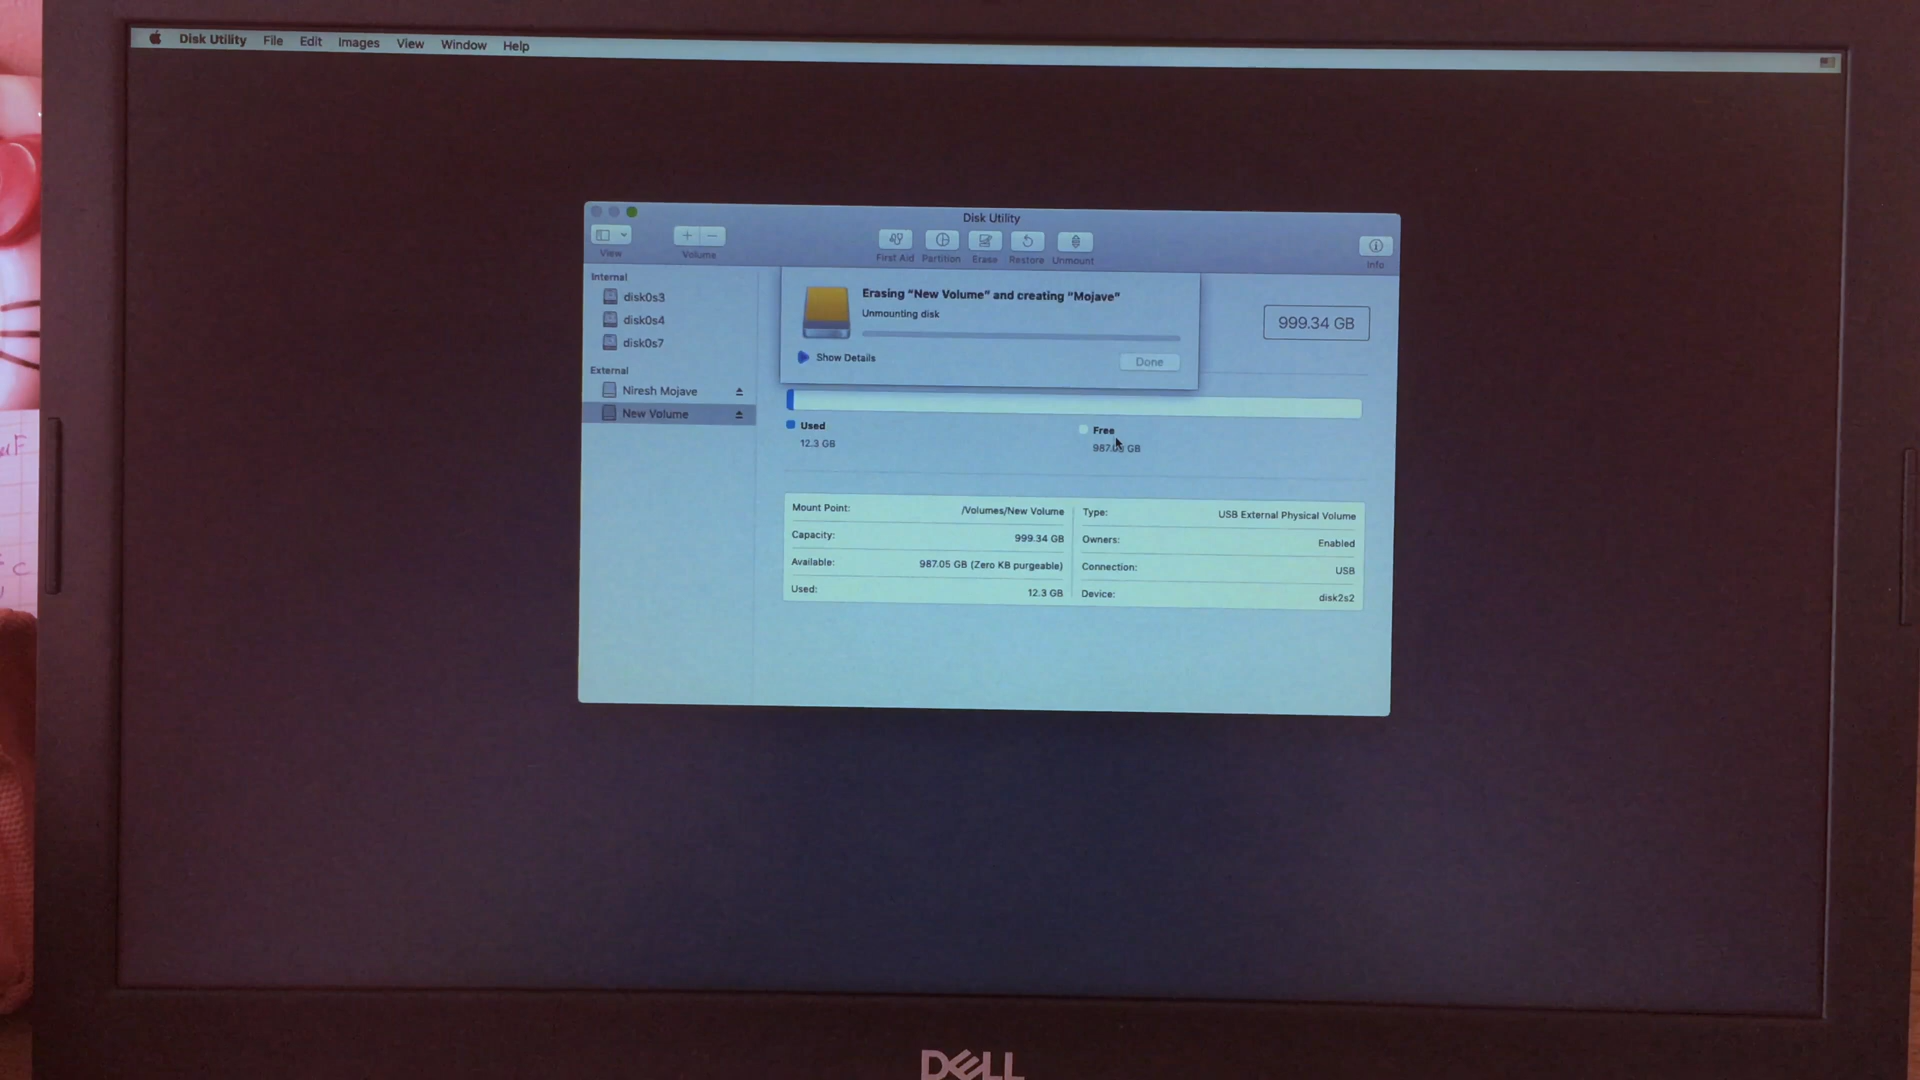 Disk Utility File Edit Images View Window Help
Disk Utility
View Volume First Aid Partition Erase Restore Unmount Info
Internal
disk0s3
disk0s4
disk0s7
External
Niresh Mojave
New Volume
Erasing “New Volume” and creating “Mojave”
Unmounting disk
Show Details
Done
999.34 GB
Used
12.3 GB
Free
GB
Mount Point: /Volumes/New Volume
Capacity: 999.34 GB
Available: 987.05 GB (Zero KB purgeable)
Used: 12.3 GB
Type: USB External Physical Volume
Owners: Enabled
Connection: USB
Device: disk2s2
DELL